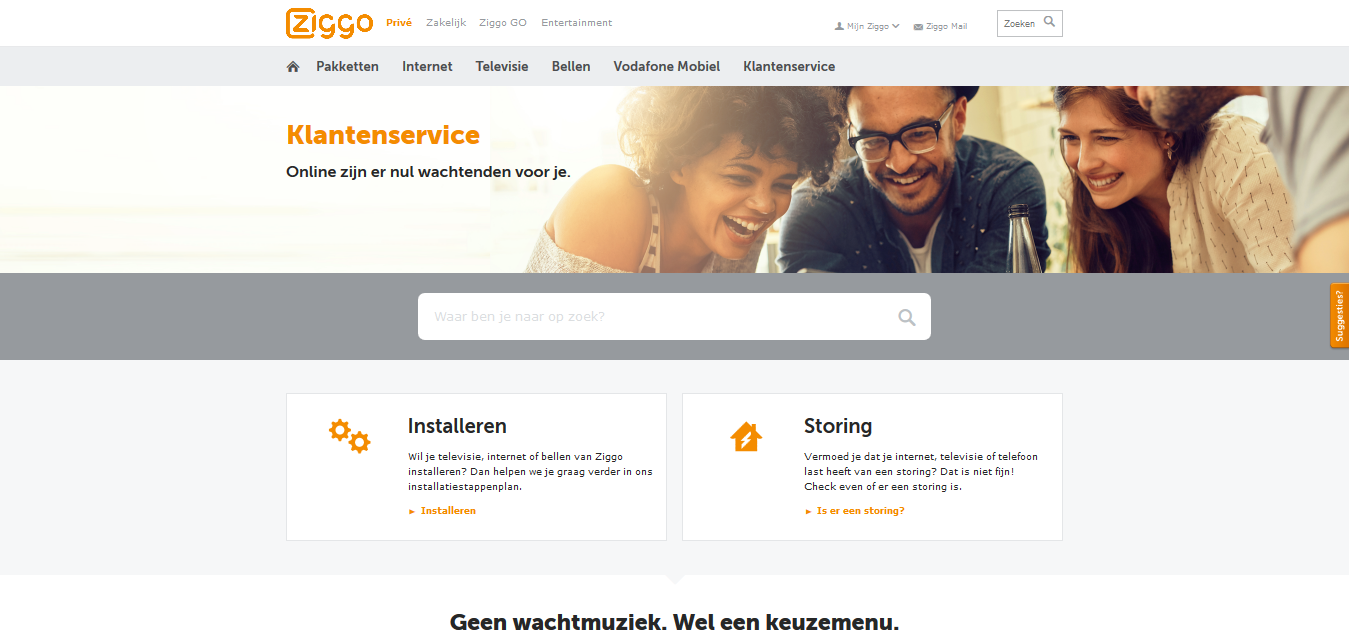 Ziggo
Privé Zakelijk Ziggo GO Entertainment
Mijn Ziggo Ziggo Mail Zoeken
Pakketten Internet Televisie Bellen Vodafone Mobiel Klantenservice
Klantenservice
Online zijn er nul wachtenden voor je.
Waar ben je naar op zoek?
Suggesties?
Installeren
Wil je televisie, internet of bellen van Ziggo
installeren? Dan helpen we je graag verder in ons
installatiestappenplan.
► Installeren
Storing
Vermoed je dat je internet, televisie of telefoon
last heeft van een storing? Dat is niet fijn!
Check even of er een storing is.
► Is er een storing?
Geen wachtmuziek. Wel een keuzemenu.